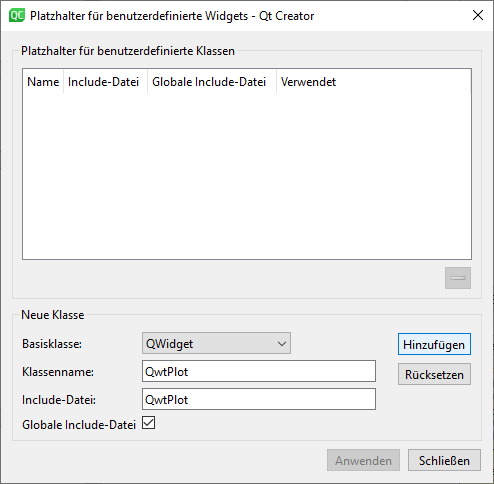 QC Platzhalter für benutzerdefinierte Widgets - Qt Creator
Platzhalter für benutzerdefinierte Klassen
Name Include-Datei Globale Include-Datei Verwendet
Neue Klasse
Basisklasse: QWidget Hinzufügen
Klassenname: QwtPlot Rücksetzen
Include-Datei: QwtPlot
Globale Include-Datei
Anwenden Schließen